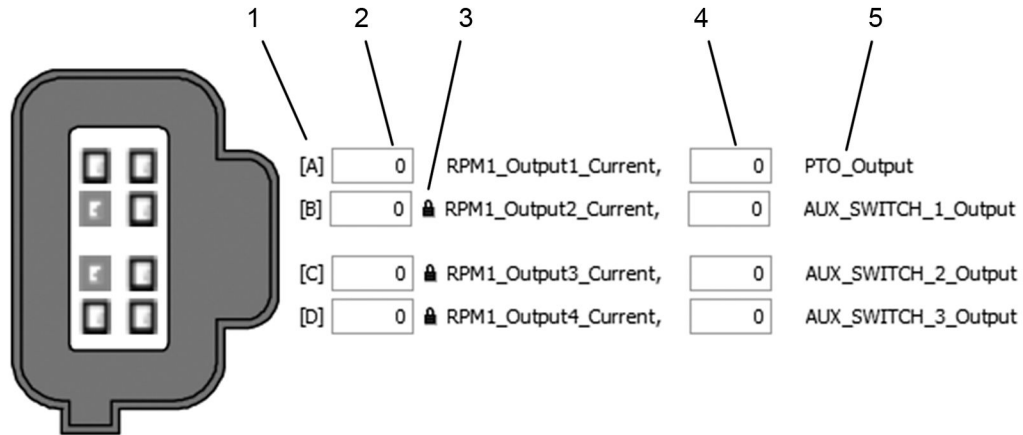 1 2 3 4 5
[A] 0 RPM1_Output1_Current, 0 PTO_Output
[B] 0 RPM1_Output2_Current, 0 AUX_SWITCH_1_Output
[C] 0 RPM1_Output3_Current, 0 AUX_SWITCH_2_Output
[D] 0 RPM1_Output4_Current, 0 AUX_SWITCH_3_Output